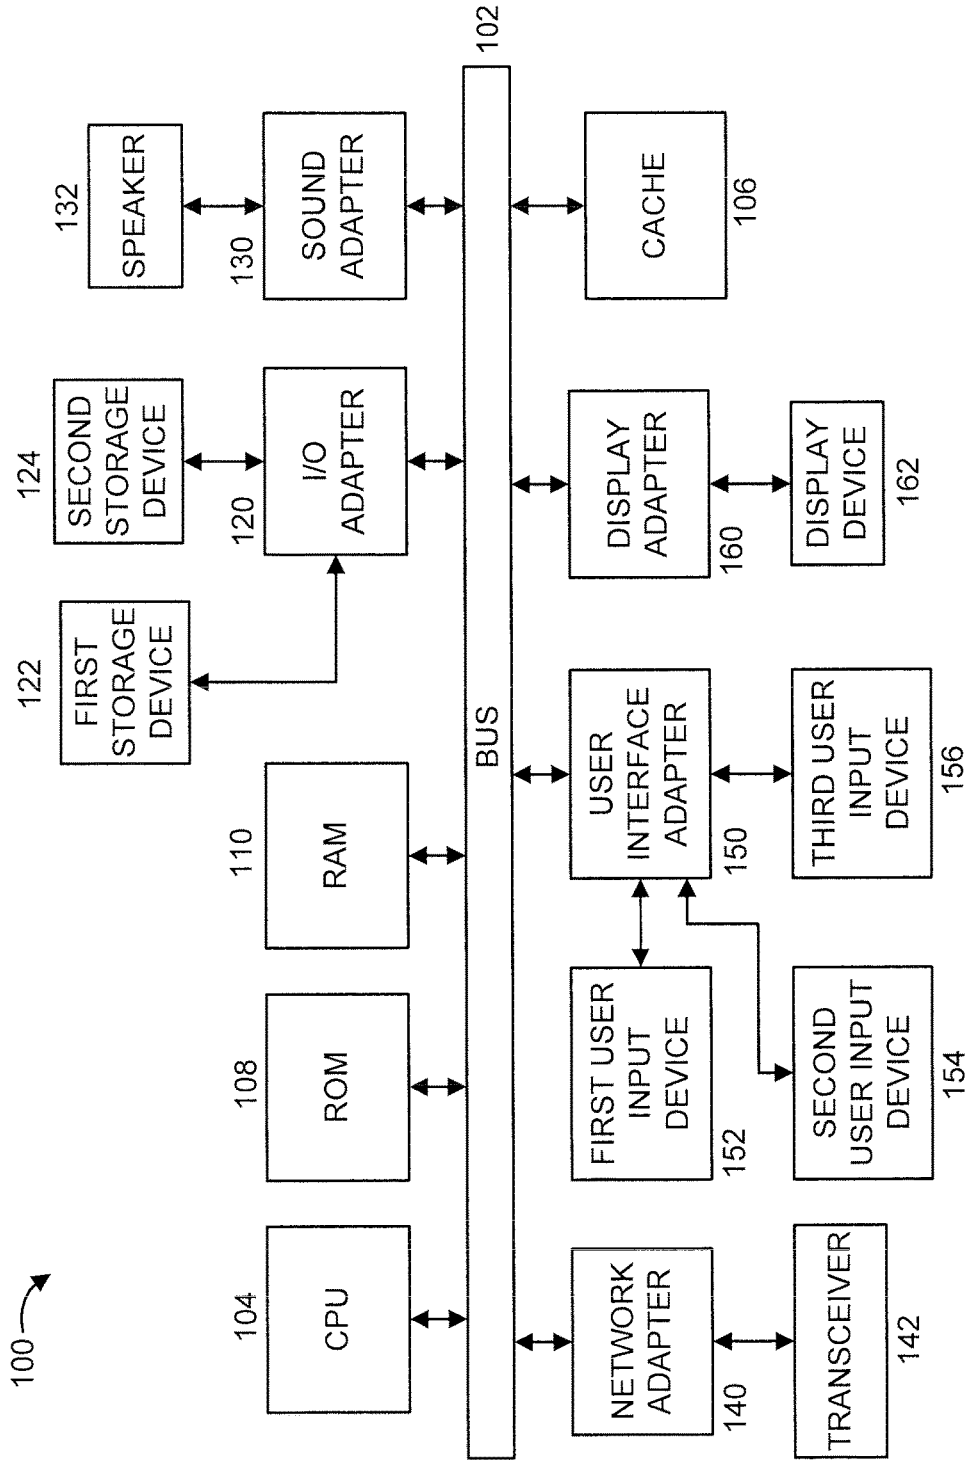 100
104
CPU
108
ROM
110
RAM
122
FIRST
STORAGE
DEVICE
124
SECOND
STORAGE
DEVICE
120
I/O
ADAPTER
132
SPEAKER
130
SOUND
ADAPTER
BUS
102
NETWORK
ADAPTER
140
TRANSCEIVER
142
FIRST USER
INPUT
DEVICE
152
SECOND
USER INPUT
DEVICE
154
USER
INTERFACE
ADAPTER
150
THIRD USER
INPUT
DEVICE
156
DISPLAY
ADAPTER
160
DISPLAY
DEVICE
162
CACHE
106